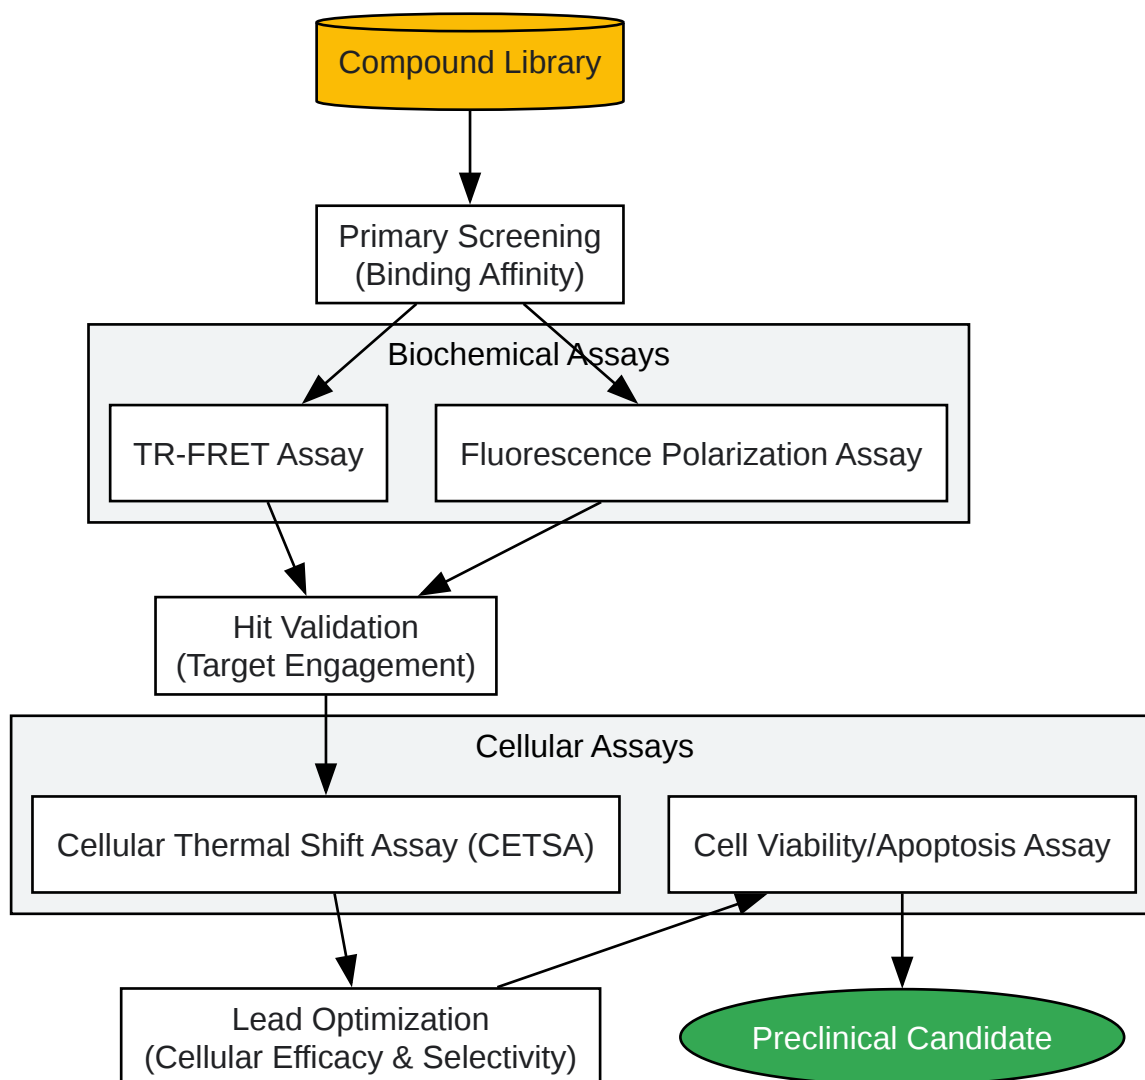 Compound Library
Primary Screening
(Binding Affinity)
Biochemical Assays
TR-FRET Assay
Fluorescence Polarization Assay
Hit Validation
(Target Engagement)
Cellular Assays
Cellular Thermal Shift Assay (CETSA)
Cell Viability/Apoptosis Assay
Lead Optimization
(Cellular Efficacy & Selectivity)
Preclinical Candidate